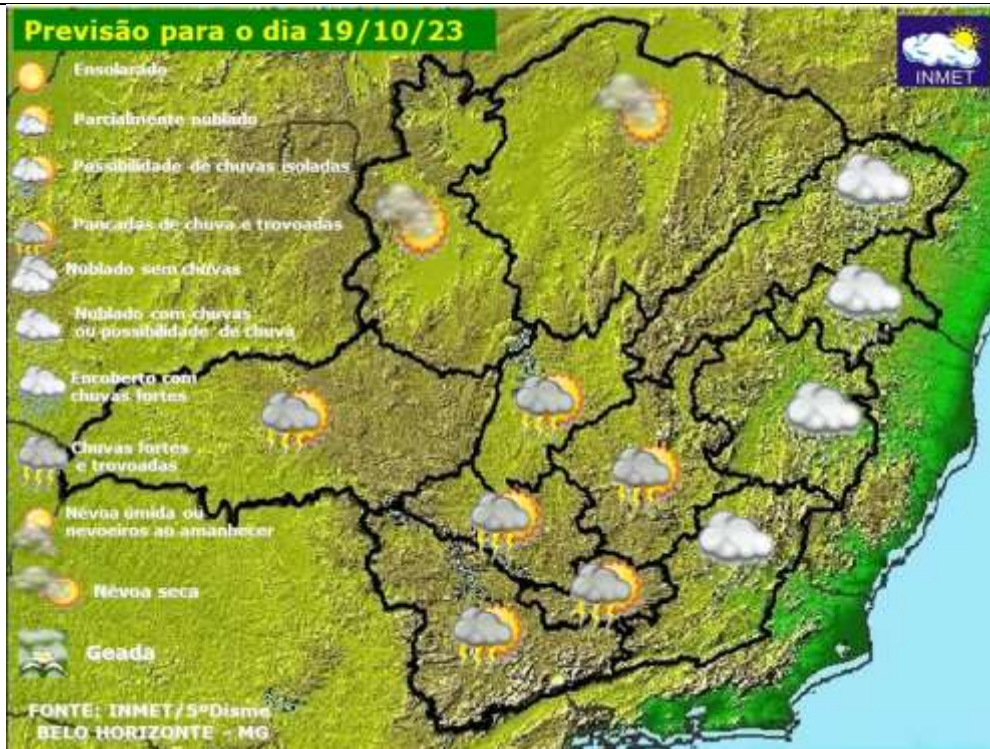 Previsão para o dia 19/10/23
INMET
Ensolarado
Parcialmente nublado
Possibilidade de chuvas isoladas
Pancadas de chuva e trovoadas
Nublado sem chuvas
Nublado com chuvas
ou possibilidade de chuva
Encoberto com
chuvas fortes
Chuvas fortes
e trovoadas
Névoa úmida ou
nevoeiros ao amanhecer
Névoa seca
Geada
FONTE: INMET/5ºDisme
BELO HORIZONTE - MG